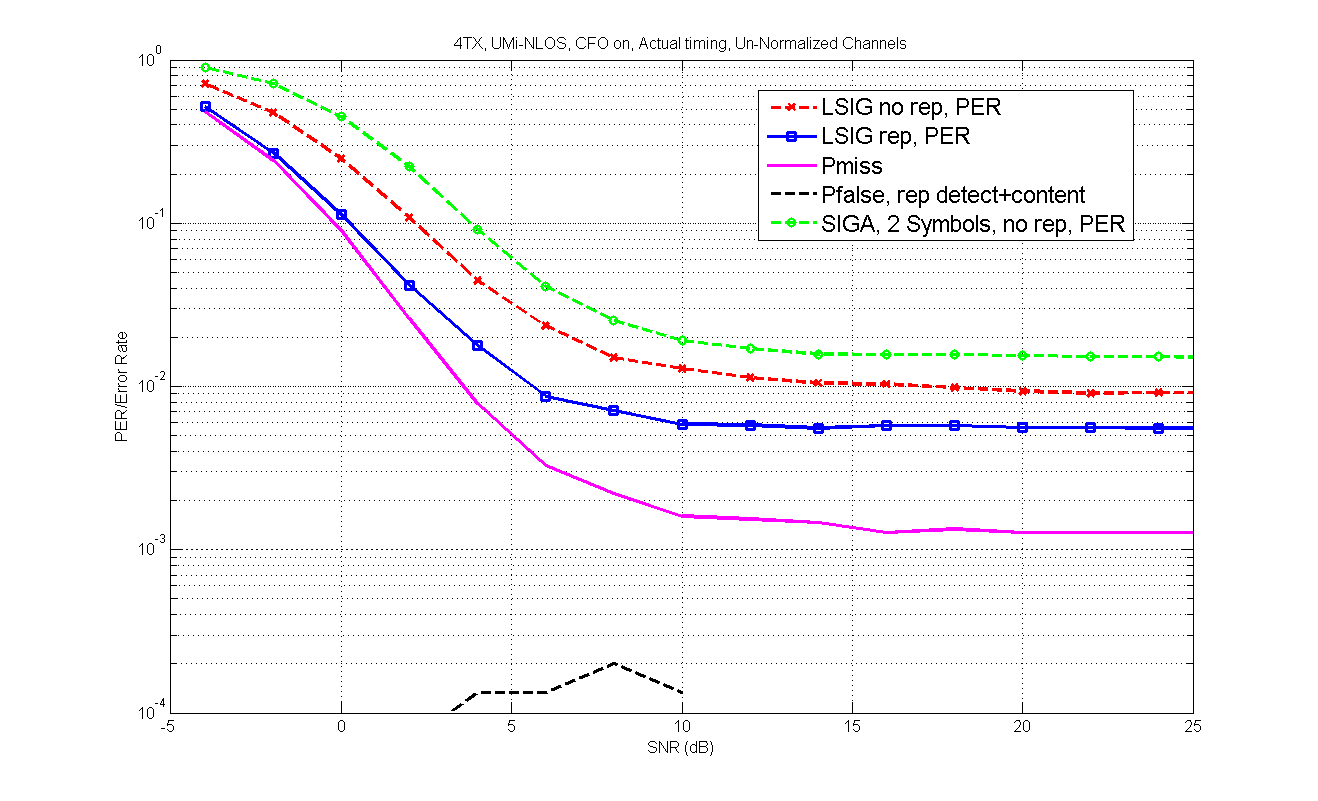 4TX, UMi-NLOS, CFO on, Actual timing, Un-Normalized Channels
10^0
LSIG no rep, PER
LSIG rep, PER
Pmiss
Pfalse, rep detect+content
SIGA, 2 Symbols, no rep, PER
10^-1
PER/Error Rate
10^-2
10^-3
10^-4
-5 0 5 10 15 20 25
SNR (dB)